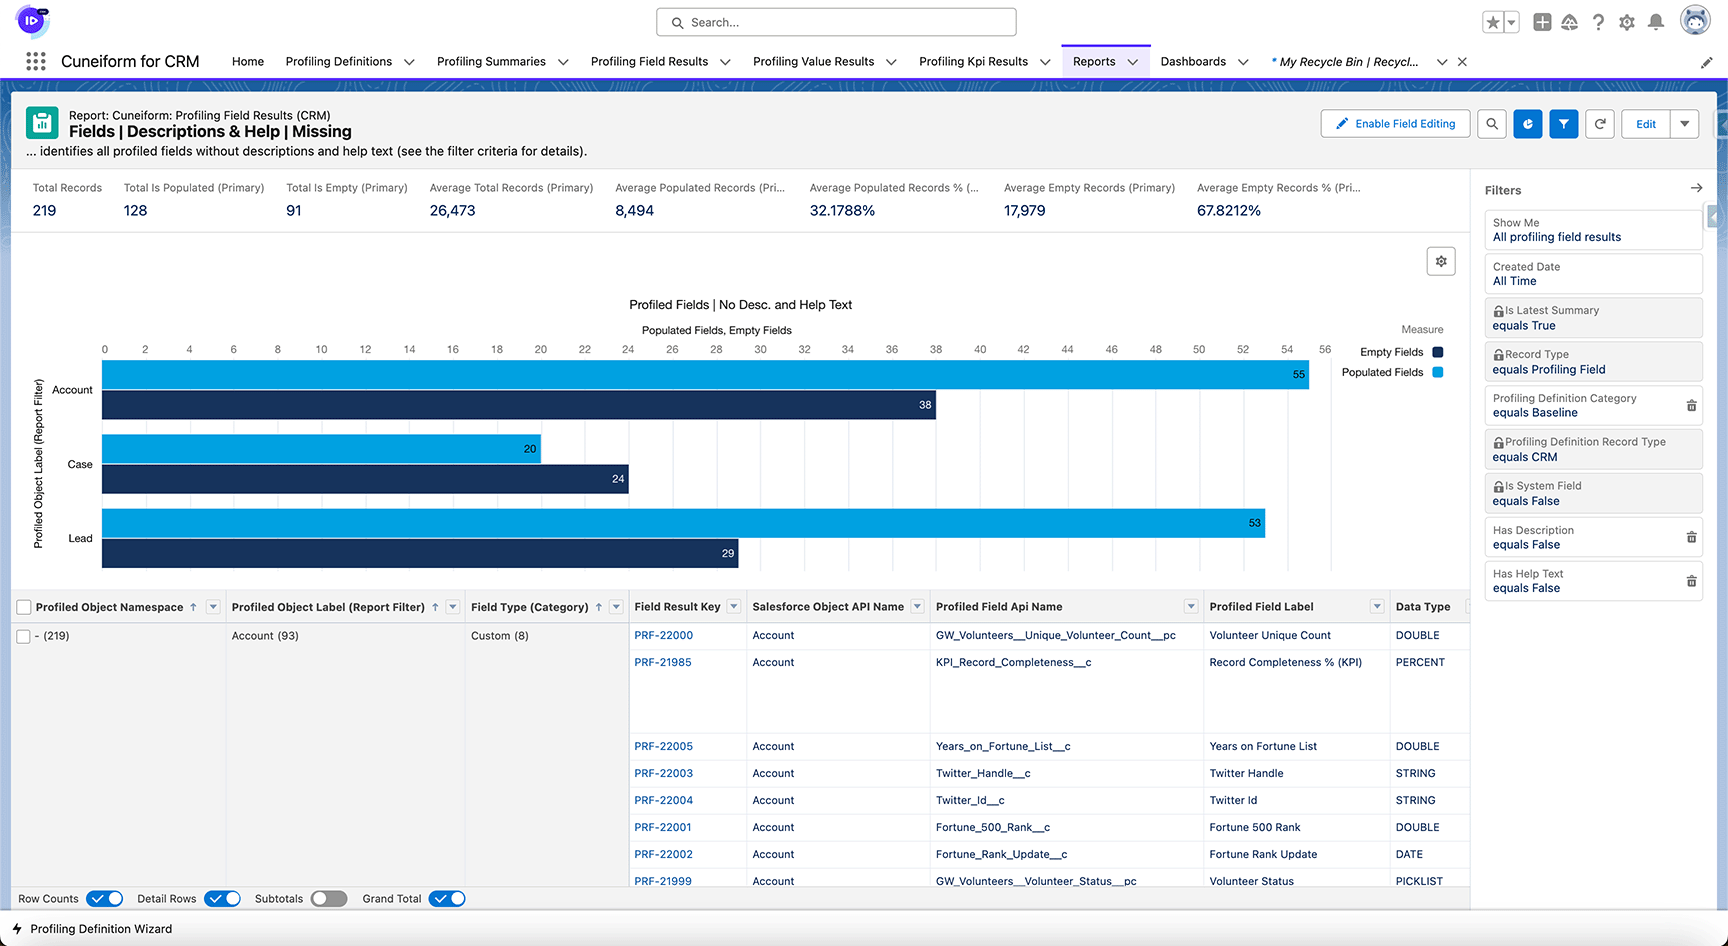 ID
Search...
Cuneiform for CRM
Home
Profiling Definitions
Profiling Summaries
Profiling Field Results
Profiling Value Results
Profiling Kpi Results
Reports
Dashboards
* My Recycle Bin | Recycl...
Report: Cuneiform: Profiling Field Results (CRM)
Fields | Descriptions & Help | Missing
... identifies all profiled fields without descriptions and help text (see the filter criteria for details).
Enable Field Editing
Edit
Total Records
219
Total Is Populated (Primary)
128
Total Is Empty (Primary)
91
Average Total Records (Primary)
26,473
Average Populated Records (Pri...
8,494
Average Populated Records % (...
32.1788%
Average Empty Records (Primary)
17,979
Average Empty Records % (Pri...
67.8212%
Profiled Fields | No Desc. and Help Text
Populated Fields, Empty Fields
0 2 4 6 8 10 12 14 16 18 20 22 24 26 28 30 32 34 36 38 40 42 44 46 48 50 52 54 56
Profiled Object Label (Report Filter)
Account
55
38
Case
20
24
Lead
53
29
Measure
Empty Fields
Populated Fields
Filters
Show Me
All profiling field results
Created Date
All Time
Is Latest Summary
equals True
Record Type
equals Profiling Field
Profiling Definition Category
equals Baseline
Profiling Definition Record Type
equals CRM
Is System Field
equals False
Has Description
equals False
Has Help Text
equals False
Profiled Object Namespace ↑ Profiled Object Label (Report Filter) ↑ Field Type (Category) ↑ Field Result Key Salesforce Object API Name Profiled Field Api Name Profiled Field Label Data Type
- (219) Account (93) Custom (8) PRF-22000 Account GW_Volunteers__Unique_Volunteer_Count__pc Volunteer Unique Count DOUBLE
PRF-21985 Account KPI_Record_Completeness__c Record Completeness % (KPI) PERCENT
PRF-22005 Account Years_on_Fortune_List__c Years on Fortune List DOUBLE
PRF-22003 Account Twitter_Handle__c Twitter Handle STRING
PRF-22004 Account Twitter_Id__c Twitter Id STRING
PRF-22001 Account Fortune_500_Rank__c Fortune 500 Rank DOUBLE
PRF-22002 Account Fortune_Rank_Update__c Fortune Rank Update DATE
PRF-21999 Account GW_Volunteers__Volunteer_Status__pc Volunteer Status PICKLIST
Row Counts
Detail Rows
Subtotals
Grand Total
Profiling Definition Wizard